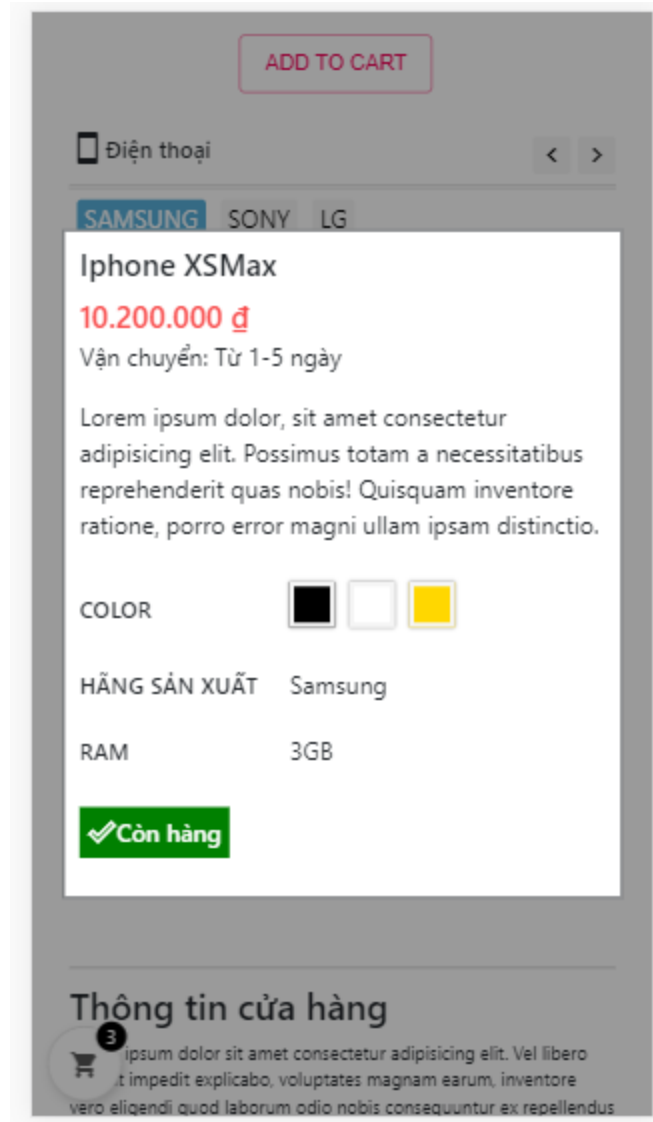 ADD TO CART
Điện thoại
SAMSUNG SONY LG
Iphone XSMax
10.200.000 ₫
Vận chuyển: Từ 1-5 ngày
Lorem ipsum dolor, sit amet consectetur
adipisicing elit. Possimus totam a necessitatibus
reprehenderit quas nobis! Quisquam inventore
ratione, porro error magni ullam ipsam distinctio.
COLOR
HÃNG SẢN XUẤT Samsung
RAM 3GB
Còn hàng
Thông tin cửa hàng
3
ipsum dolor sit amet consectetur adipisicing elit. Vel libero
impedit explicabo, voluptates magnam earum, inventore
vero eligendi quod laborum odio nobis consequuntur ex repellendus